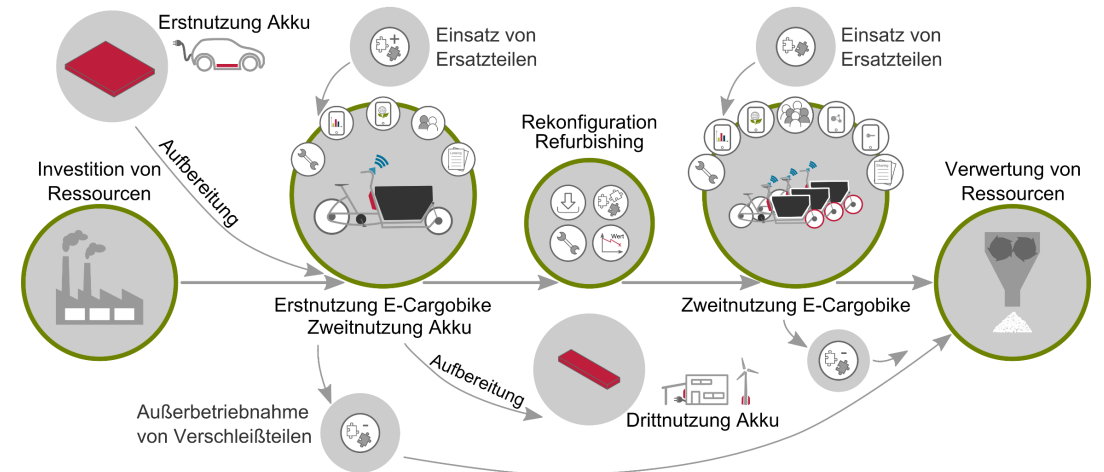 Erstnutzung Akku
Einsatz von
Ersatzteilen
Einsatz von
Ersatzteilen
Aufbereitung
Investition von
Ressourcen
Rekonfiguration
Refurbishing
Wert
Verwertung von
Ressourcen
Erstnutzung E-Cargobike
Zweitnutzung Akku
Zweitnutzung E-Cargobike
Aufbereitung
Drittnutzung Akku
Außerbetriebnahme
von Verschleißteilen